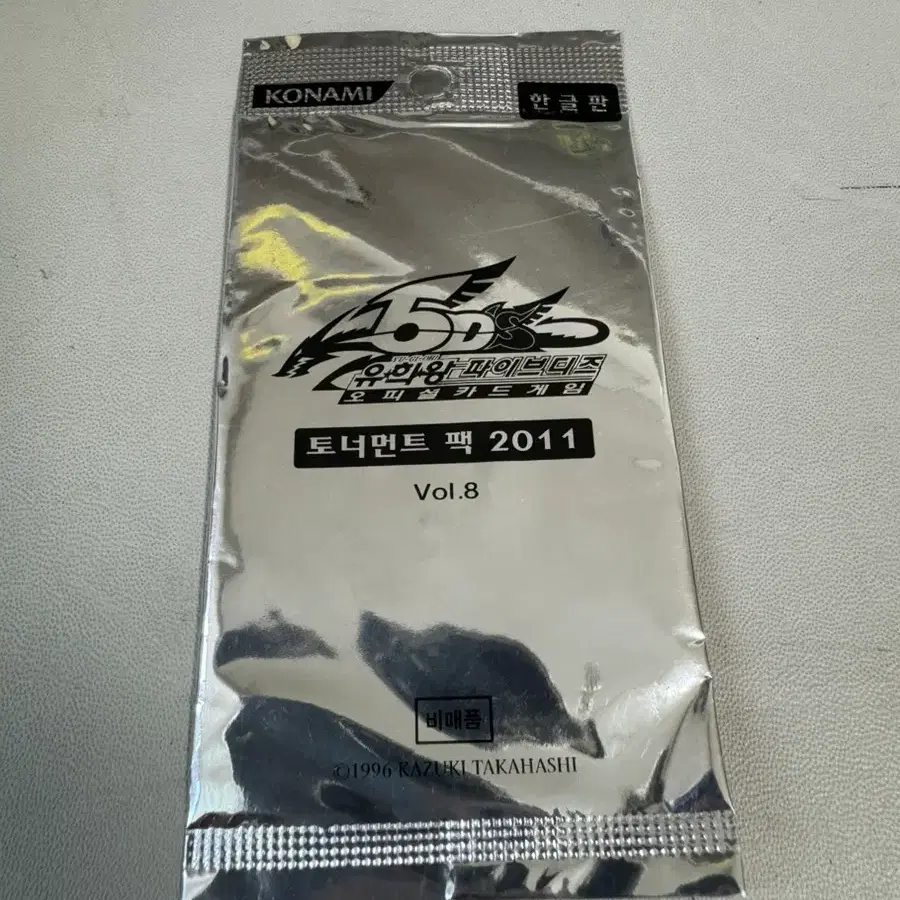 KONAMI
한글판
5D'S
YU-GI-OH!
유희왕 파이브디즈
오피셜카드게임
토너먼트 팩 2011
Vol.8
비매품
©1996 KAZUKI TAKAHASHI